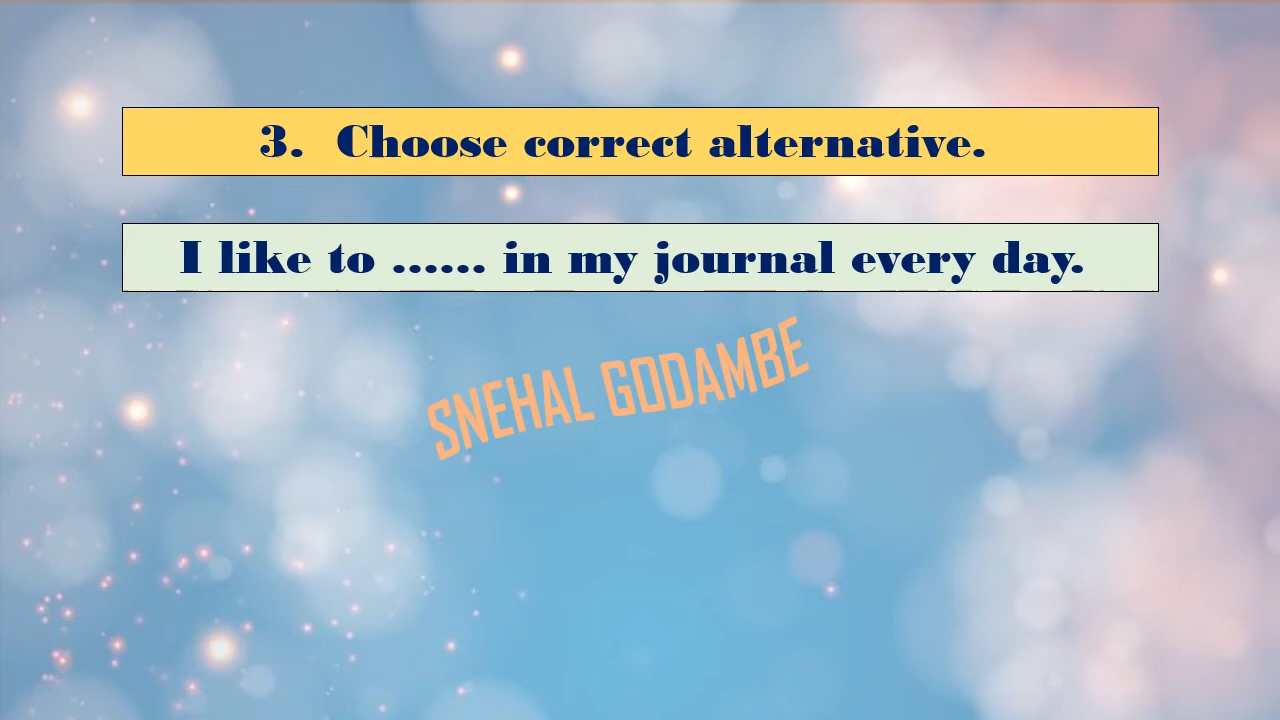 3. Choose correct alternative.
I like to ...... in my journal every day.
SNEHAL GODAMBE